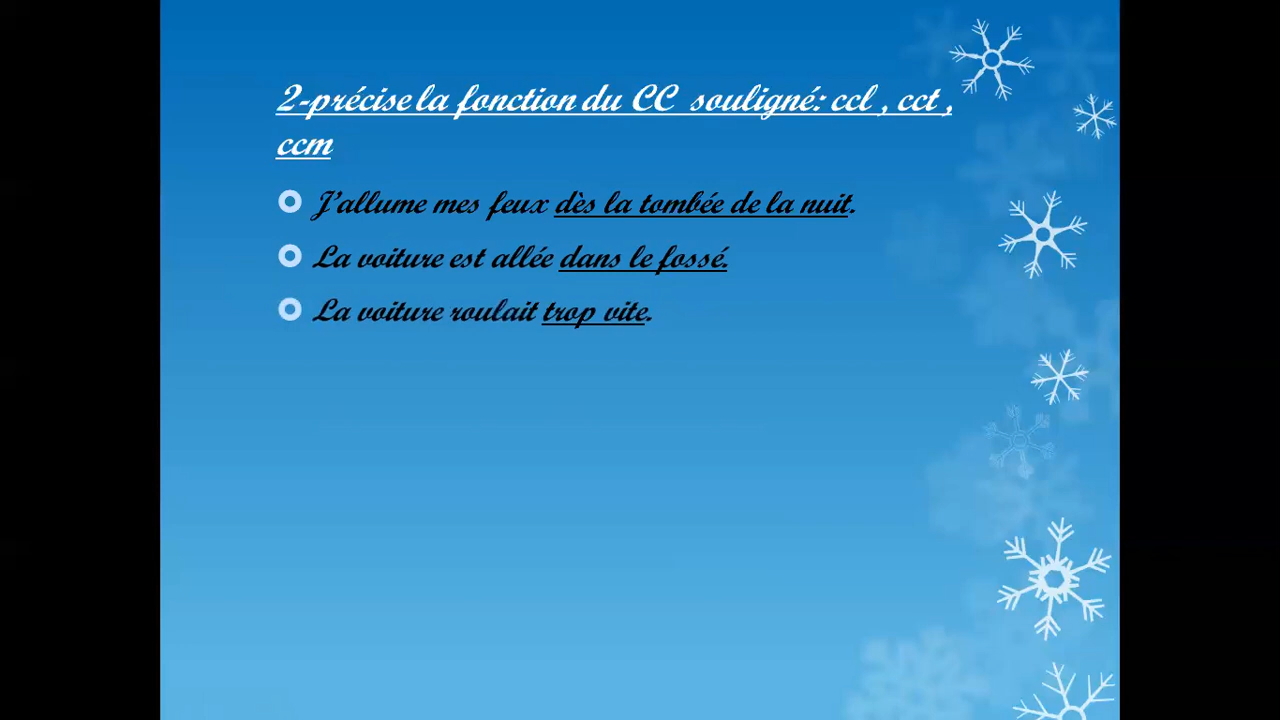 2-précise la fonction du CC souligné: ccl , cct ,
ccm
J'allume mes feux dès la tombée de la nuit.
La voiture est allée dans le fossé.
La voiture roulait trop vite.